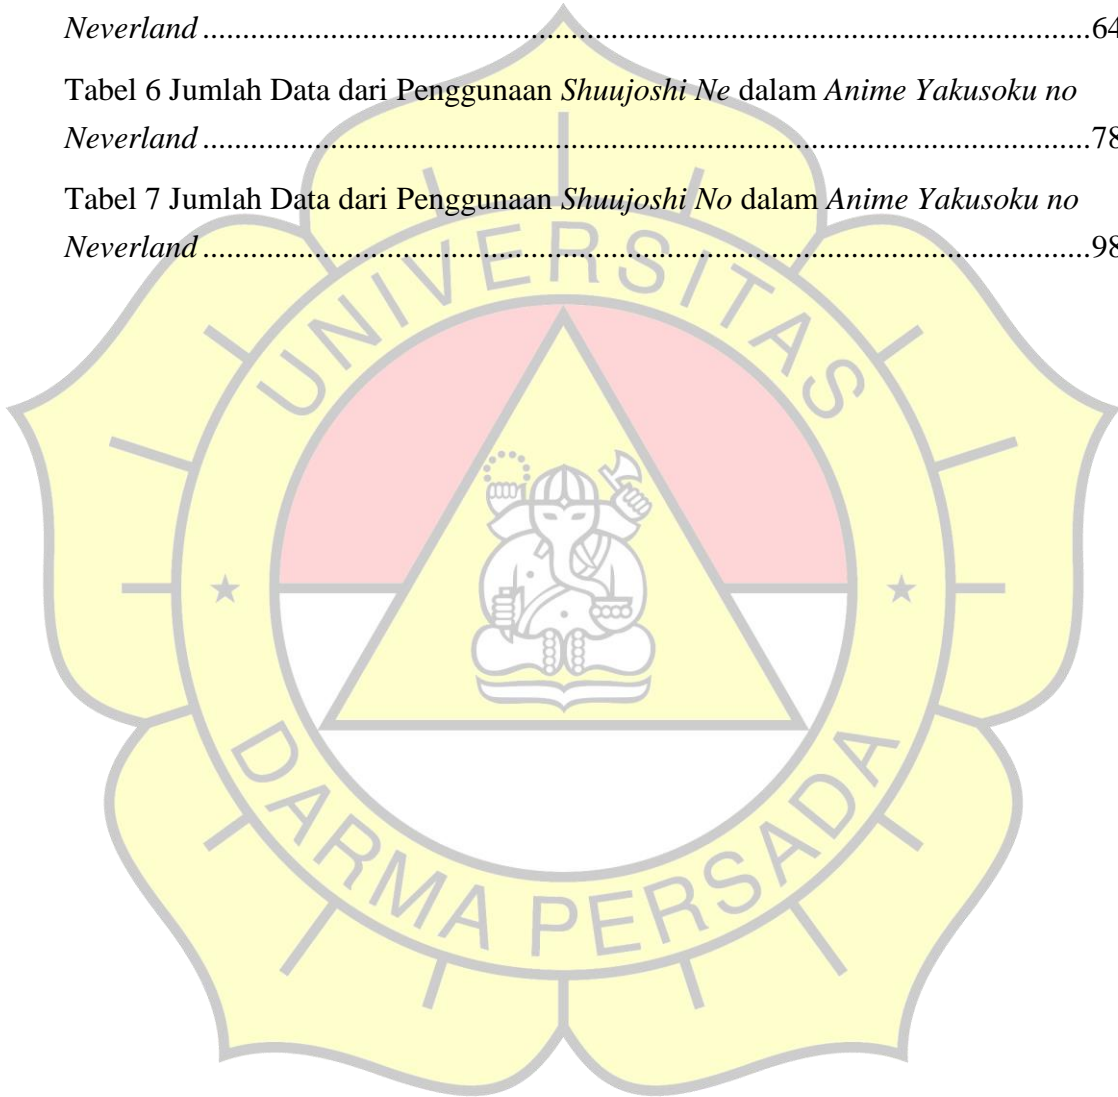 Neverland ....................................................................................................................64
Tabel 6 Jumlah Data dari Penggunaan Shuujoshi Ne dalam Anime Yakusoku no
Neverland ....................................................................................................................78
Tabel 7 Jumlah Data dari Penggunaan Shuujoshi No dalam Anime Yakusoku no
Neverland ....................................................................................................................98
UNIVERSITAS
DARMA PERSADA